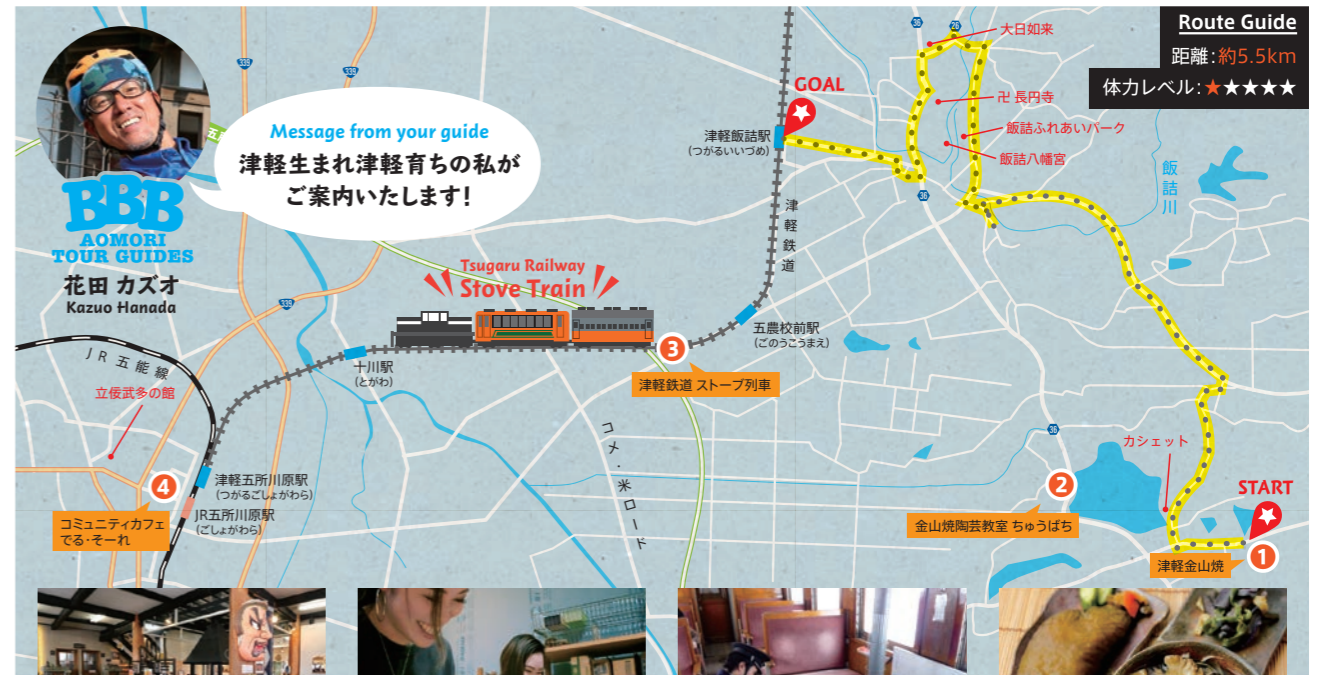 Route Guide
距離：約5.5km
体力レベル：★★★★★
Message from your guide
津軽生まれ津軽育ちの私が
ご案内いたします！
BBB
AOMORI
TOUR GUIDES
花田 カズオ
Kazuo Hanada
339
339
339
36
26
36
36
大日如来
卍 長円寺
飯詰ふれあいパーク
飯詰八幡宮
飯詰川
GOAL
津軽飯詰駅
(つがるいいづめ)
津軽鉄道
Tsugaru Railway
Stove Train
五農校前駅
(ごのうこうまえ)
3
津軽鉄道 ストーブ列車
十川駅
(とがわ)
JR五能線
立佞武多の館
4
コミュニティカフェ
でる・そーれ
津軽五所川原駅
(つがるごしょがわら)
JR五所川原駅
(ごしょがわら)
コメ・米ロード
カシェット
2
金山焼陶芸教室 ちゅうばち
START
1
津軽金山焼